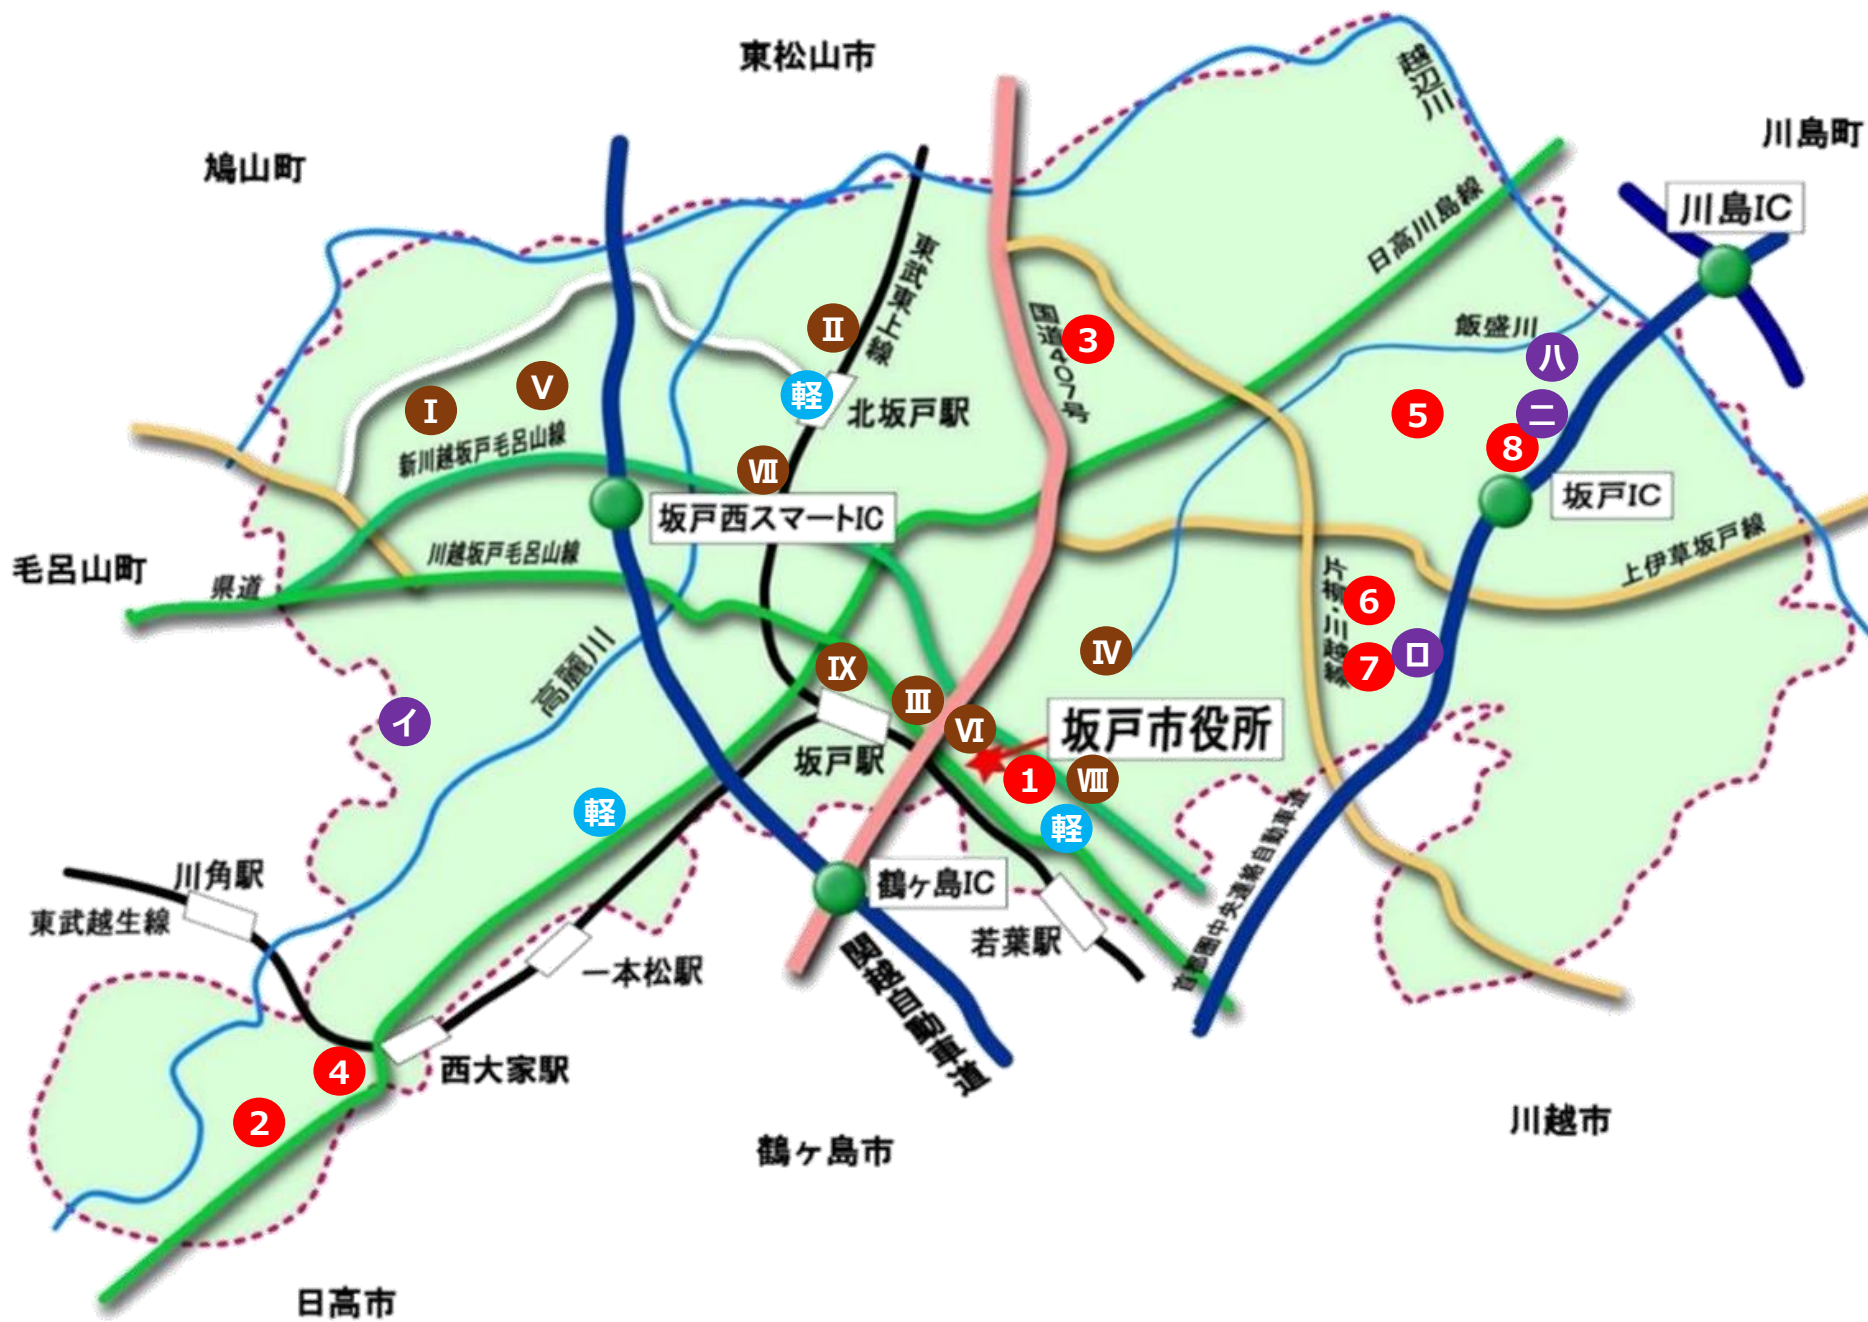 東松山市
越辺川
川島町
鳩山町
川島IC
日高川島線
東武東上線
国道407号
飯盛川
Ⅱ
3
ハ
Ⅴ
Ⅰ
軽
北坂戸駅
5
ニ
8
新川越坂戸毛呂山線
Ⅶ
坂戸西スマートIC
坂戸IC
川越坂戸毛呂山線
上伊草坂戸線
毛呂山町
県道
片柳・川越線
6
高麗川
Ⅸ
Ⅳ
7
ロ
Ⅲ
イ
Ⅵ
坂戸市役所
坂戸駅
1
Ⅷ
軽
軽
首都圏中央連絡自動車道
川角駅
鶴ヶ島IC
東武越生線
若葉駅
一本松駅
関越自動車道
4
西大家駅
2
川越市
鶴ヶ島市
日高市